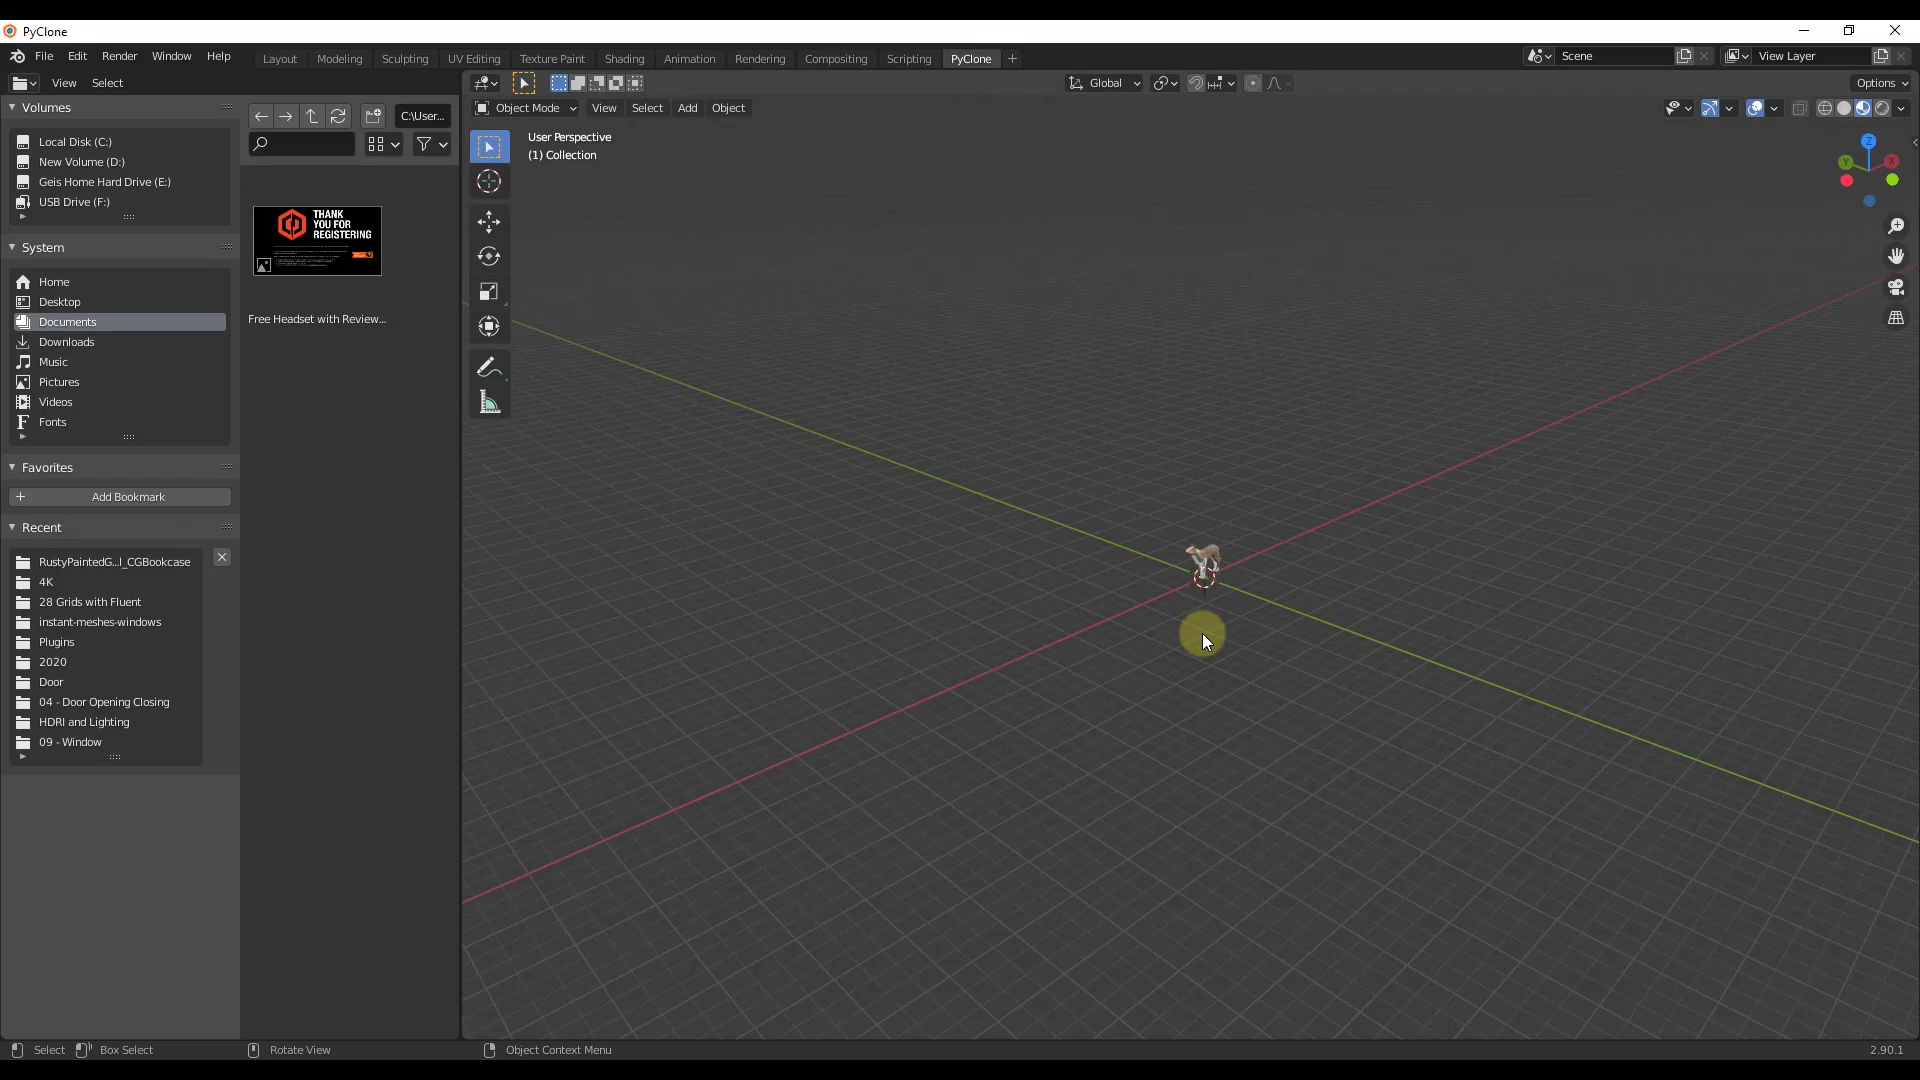 PyClone
File Edit Render Window Help Layout Modeling Sculpting UV Editing Texture Paint Shading Animation Rendering Compositing Scripting PyClone Scene View Layer
View Select
Global Options
Object Mode View Select Add Object
Volumes
Local Disk (C:)
New Volume (D:)
Geis Home Hard Drive (E:)
USB Drive (F:)
System
Home
Desktop
Documents
Downloads
Music
Pictures
Videos
Fonts
Favorites
Add Bookmark
Recent
RustyPaintedG...l_CGBookcase
4K
28 Grids with Fluent
instant-meshes-windows
Plugins
2020
Door
04 - Door Opening Closing
HDRI and Lighting
09 - Window
C:\User...
THANK
YOU FOR
REGISTERING
Free Headset with Review...
User Perspective
(1) Collection
Z
Y
X
Select Box Select Rotate View Object Context Menu 2.90.1